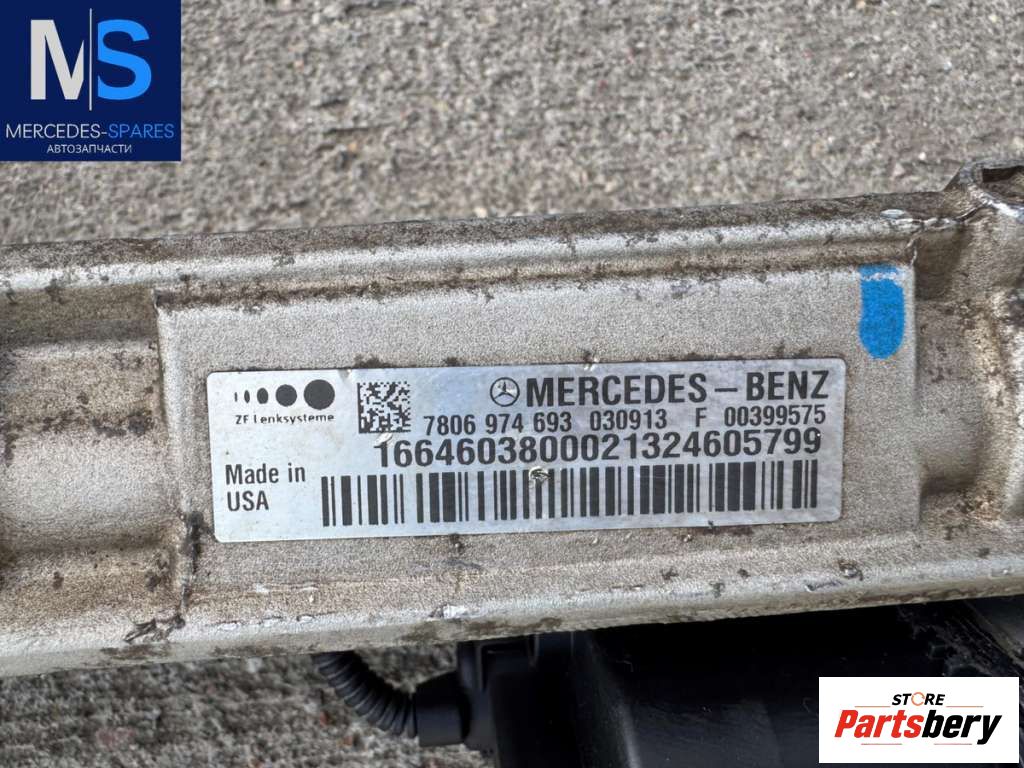 MS
MERCEDES-SPARES
АВТОЗАПЧАСТИ
MERCEDES-BENZ
ZF Lenksysteme
7806 974 693 030913 F 00399575
1664603800021324605799
Made in
USA
STORE
Partsbery